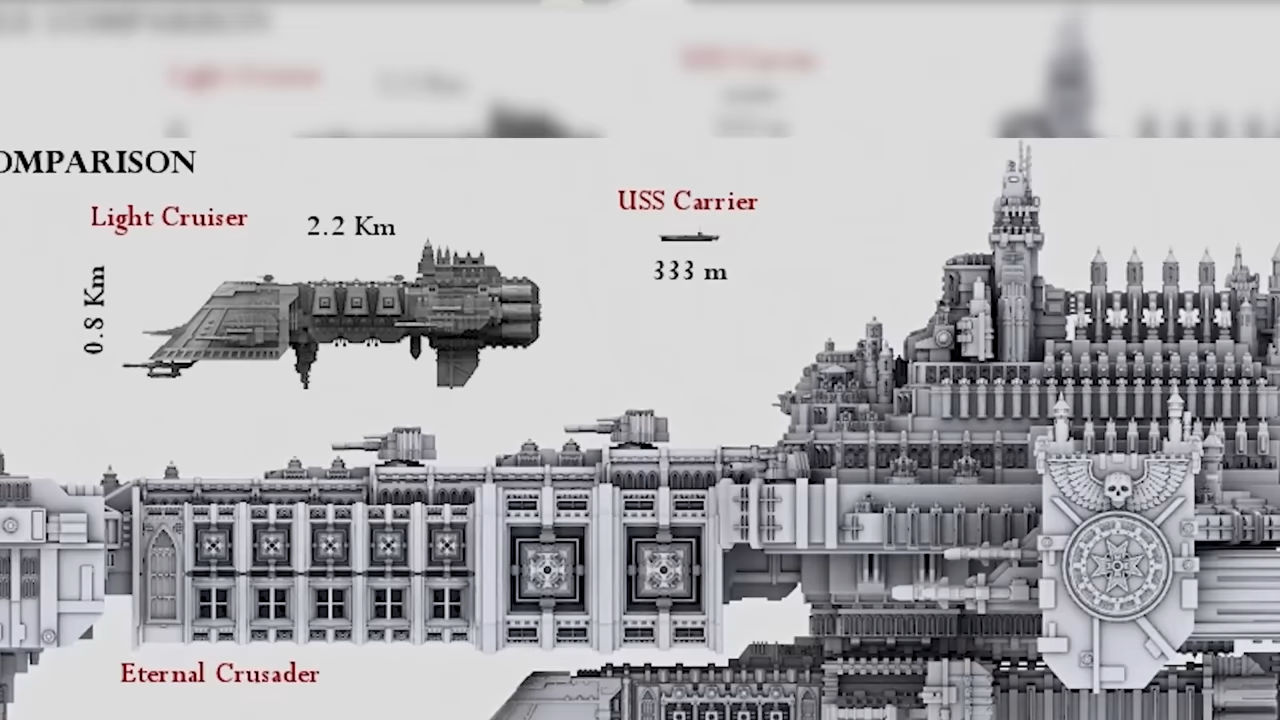 OMPARISON
Light Cruiser
2.2 Km
0.8 Km
USS Carrier
333 m
Eternal Crusader